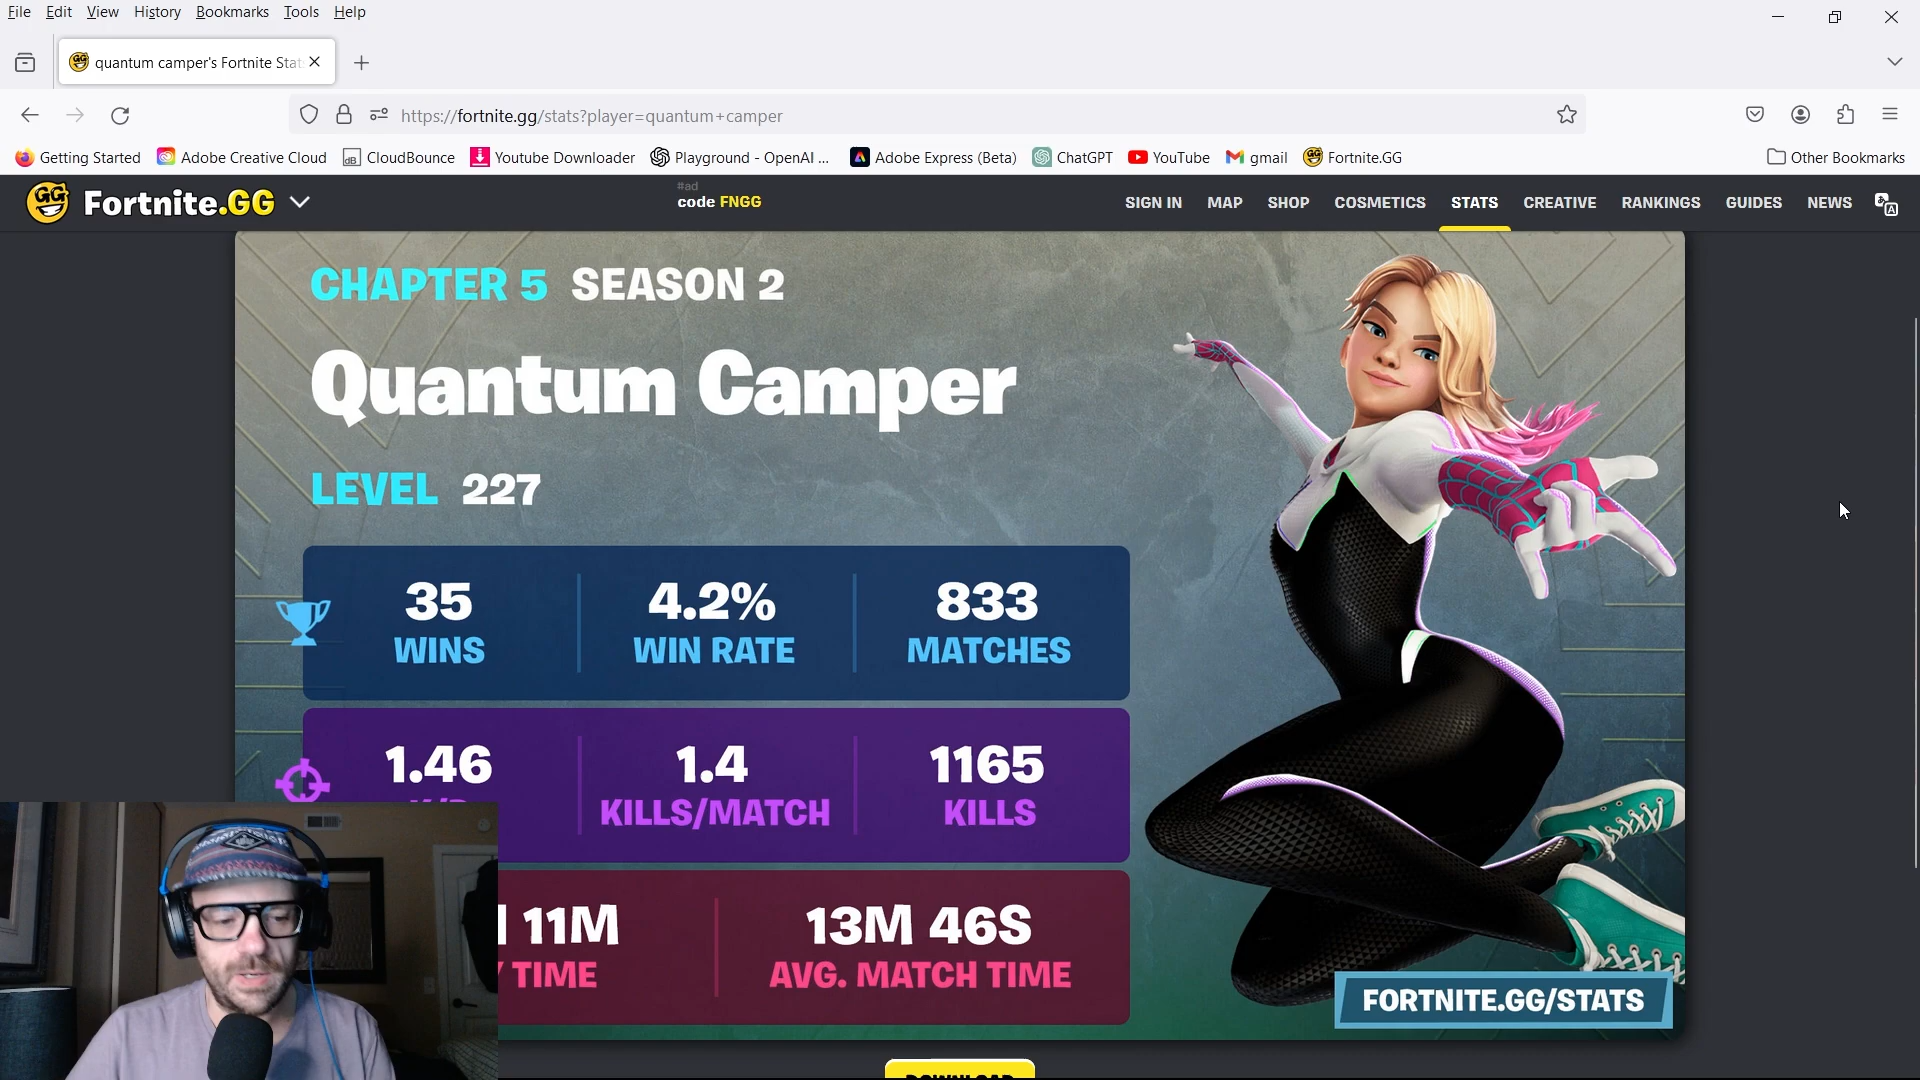 File Edit View History Bookmarks Tools Help
quantum camper's Fortnite Stat
https://fortnite.gg/stats?player=quantum+camper
Getting Started Adobe Creative Cloud CloudBounce Youtube Downloader Playground - OpenAI ... Adobe Express (Beta) ChatGPT YouTube gmail Fortnite.GG Other Bookmarks
#ad
GG Fortnite.GG code FNGG SIGN IN MAP SHOP COSMETICS STATS CREATIVE RANKINGS GUIDES NEWS
CHAPTER 5 SEASON 2
Quantum Camper
LEVEL 227
35 4.2% 833
WINS WIN RATE MATCHES
1.46 1.4 1165
KILLS/MATCH KILLS
11M 13M 46S
TIME AVG. MATCH TIME
FORTNITE.GG/STATS
DOWNLOAD